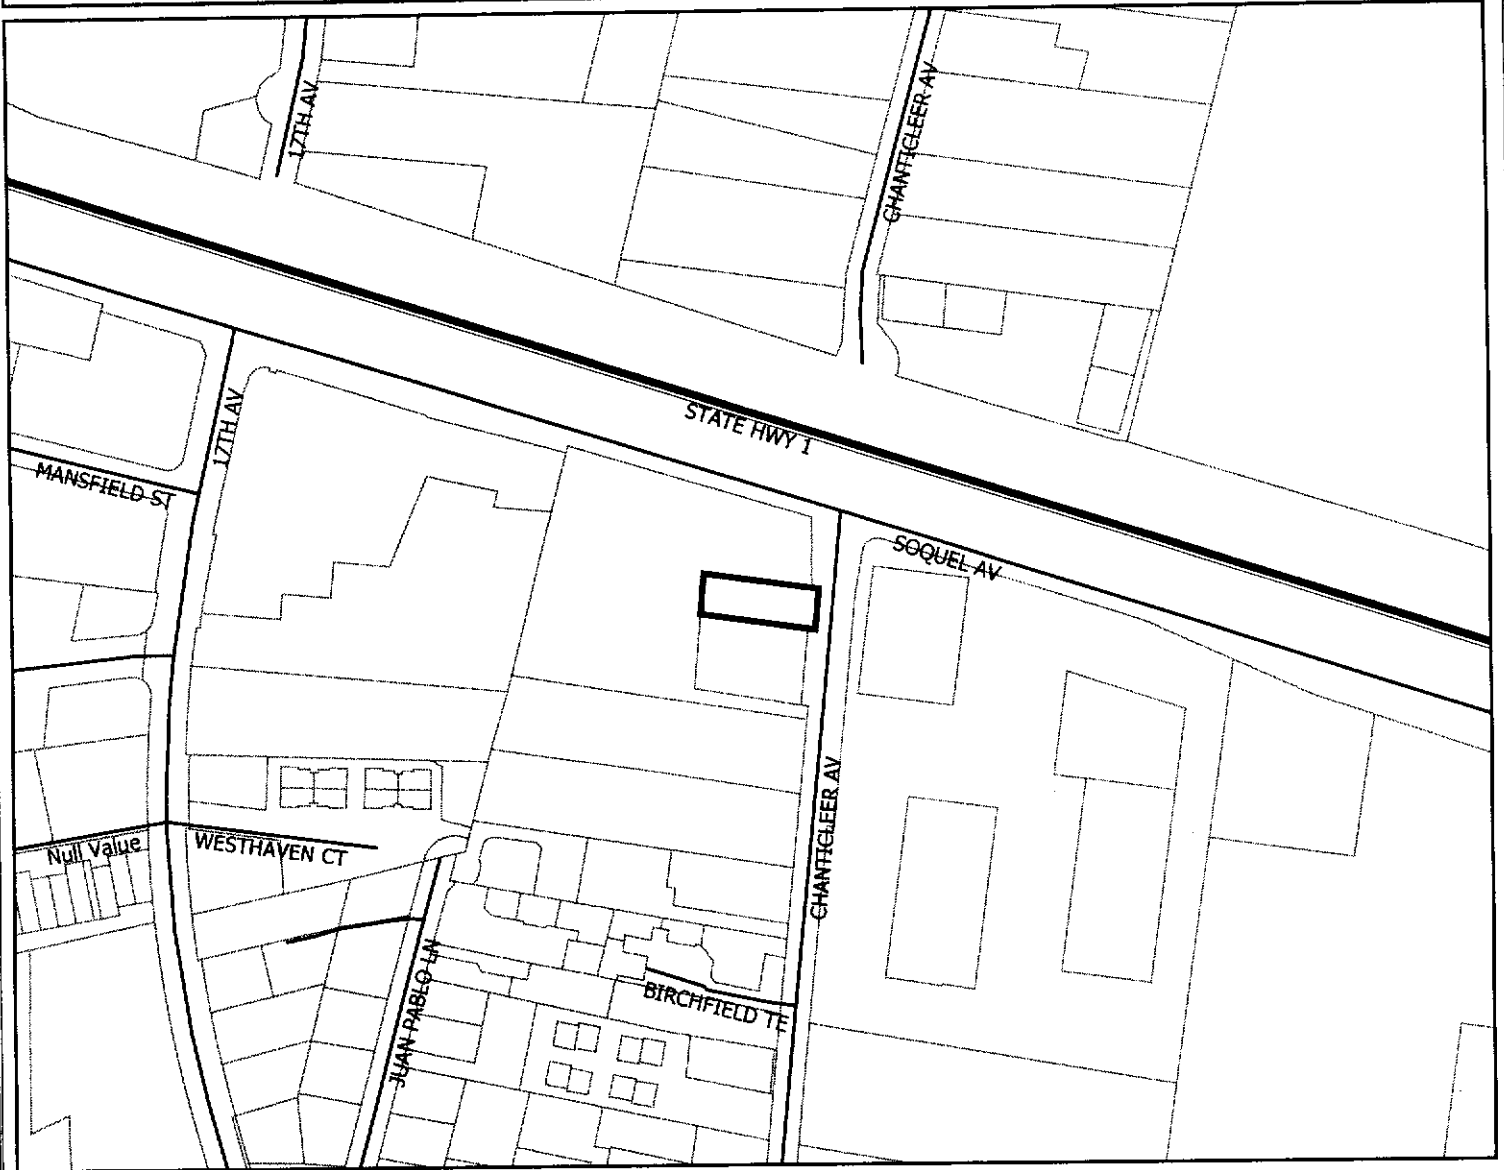 17TH AV
CHANTICLEER AV
STATE HWY 1
17TH AV
MANSFIELD ST
SOQUEL AV
CHANTICLEER AV
Null Value
WESTHAVEN CT
JUAN PABLO LN
BIRCHFIELD TE